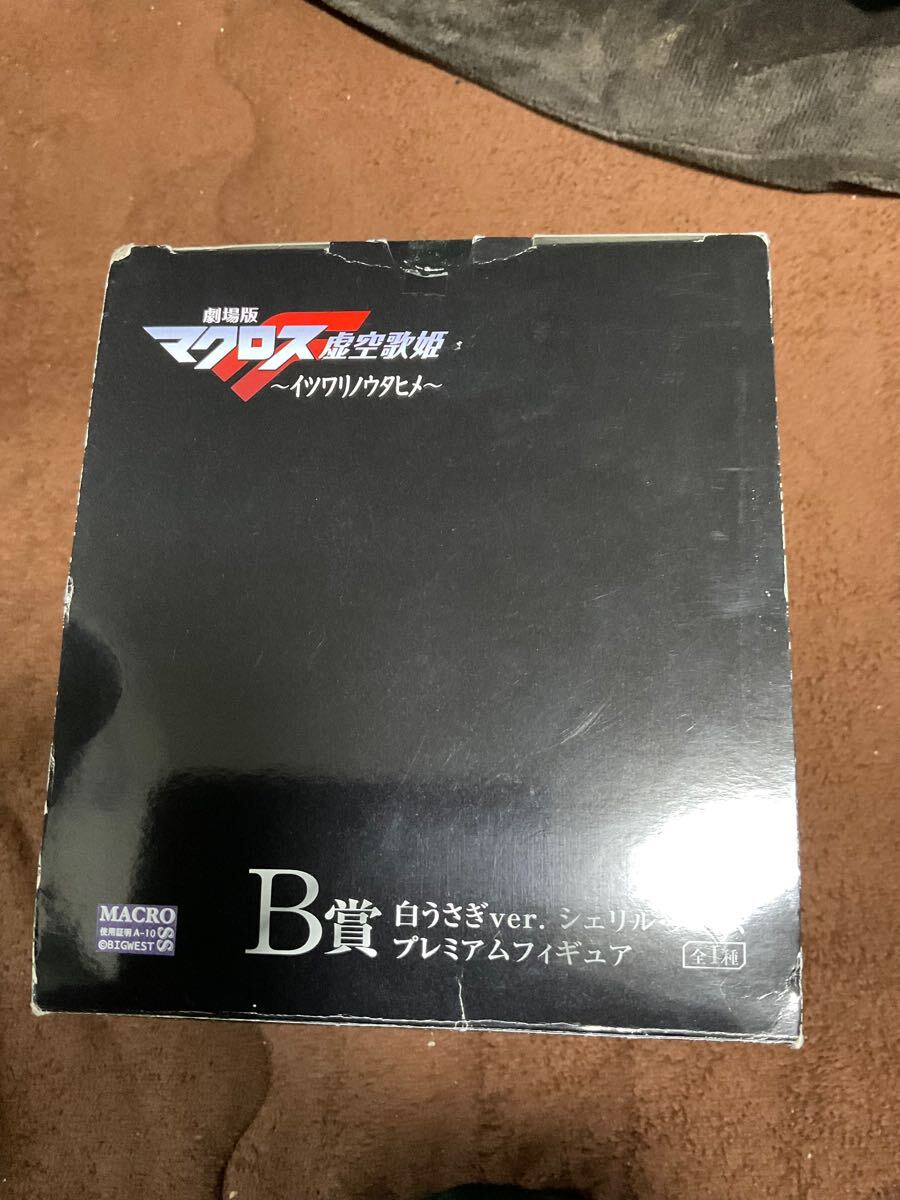 劇場版
マクロスF 虚空歌姫
～イツワリノウタヒメ～
B賞
白うさぎver. シェリル
プレミアムフィギュア
全1種
MACROSS
使用証明 A-10
©BIGWEST